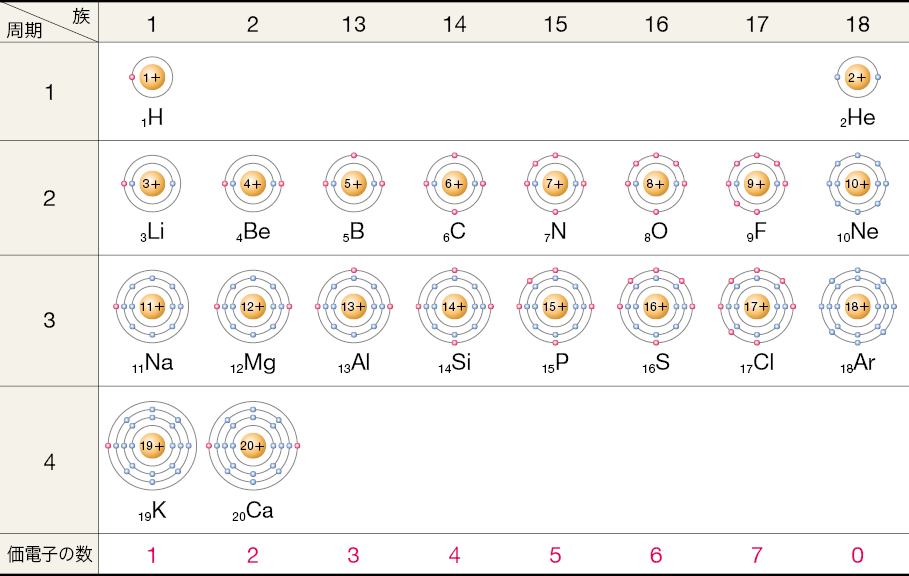 族
周期
1 2 13 14 15 16 17 18
1
1+ 2+
₁H ₂He
2
3+ 4+ 5+ 6+ 7+ 8+ 9+ 10+
₃Li ₄Be ₅B ₆C ₇N ₈O ₉F ₁₀Ne
3
11+ 12+ 13+ 14+ 15+ 16+ 17+ 18+
₁₁Na ₁₂Mg ₁₃Al ₁₄Si ₁₅P ₁₆S ₁₇Cl ₁₈Ar
4
19+ 20+
₁₉K ₂₀Ca
価電子の数 1 2 3 4 5 6 7 0